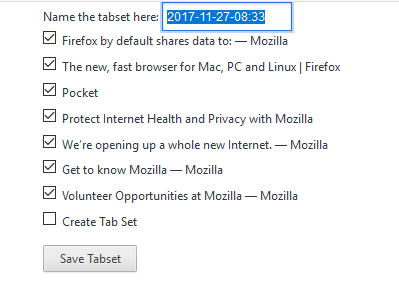 Name the tabset here: 2017-11-27-08:33
Firefox by default shares data to: — Mozilla
The new, fast browser for Mac, PC and Linux | Firefox
Pocket
Protect Internet Health and Privacy with Mozilla
We’re opening up a whole new Internet. — Mozilla
Get to know Mozilla — Mozilla
Volunteer Opportunities at Mozilla — Mozilla
Create Tab Set
Save Tabset